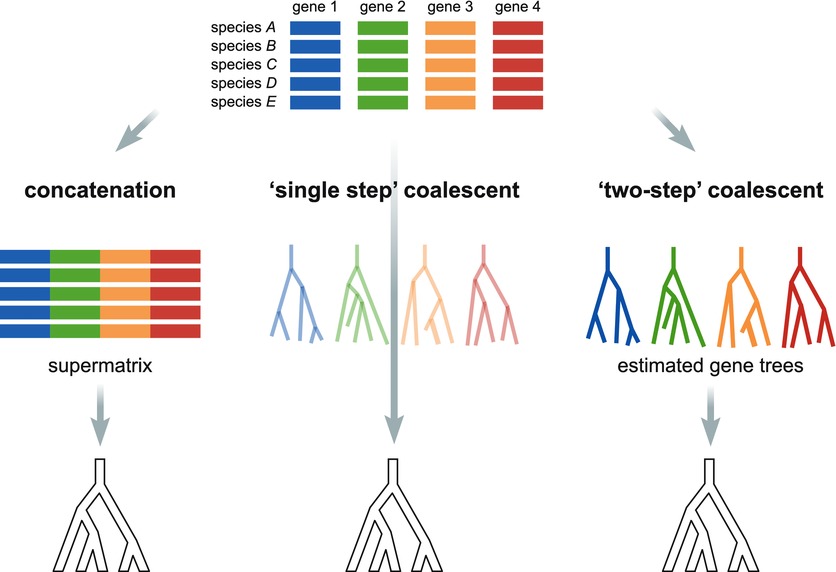 gene 1 gene 2 gene 3 gene 4
species A
species B
species C
species D
species E
concatenation
‘single step’ coalescent
‘two-step’ coalescent
supermatrix
estimated gene trees